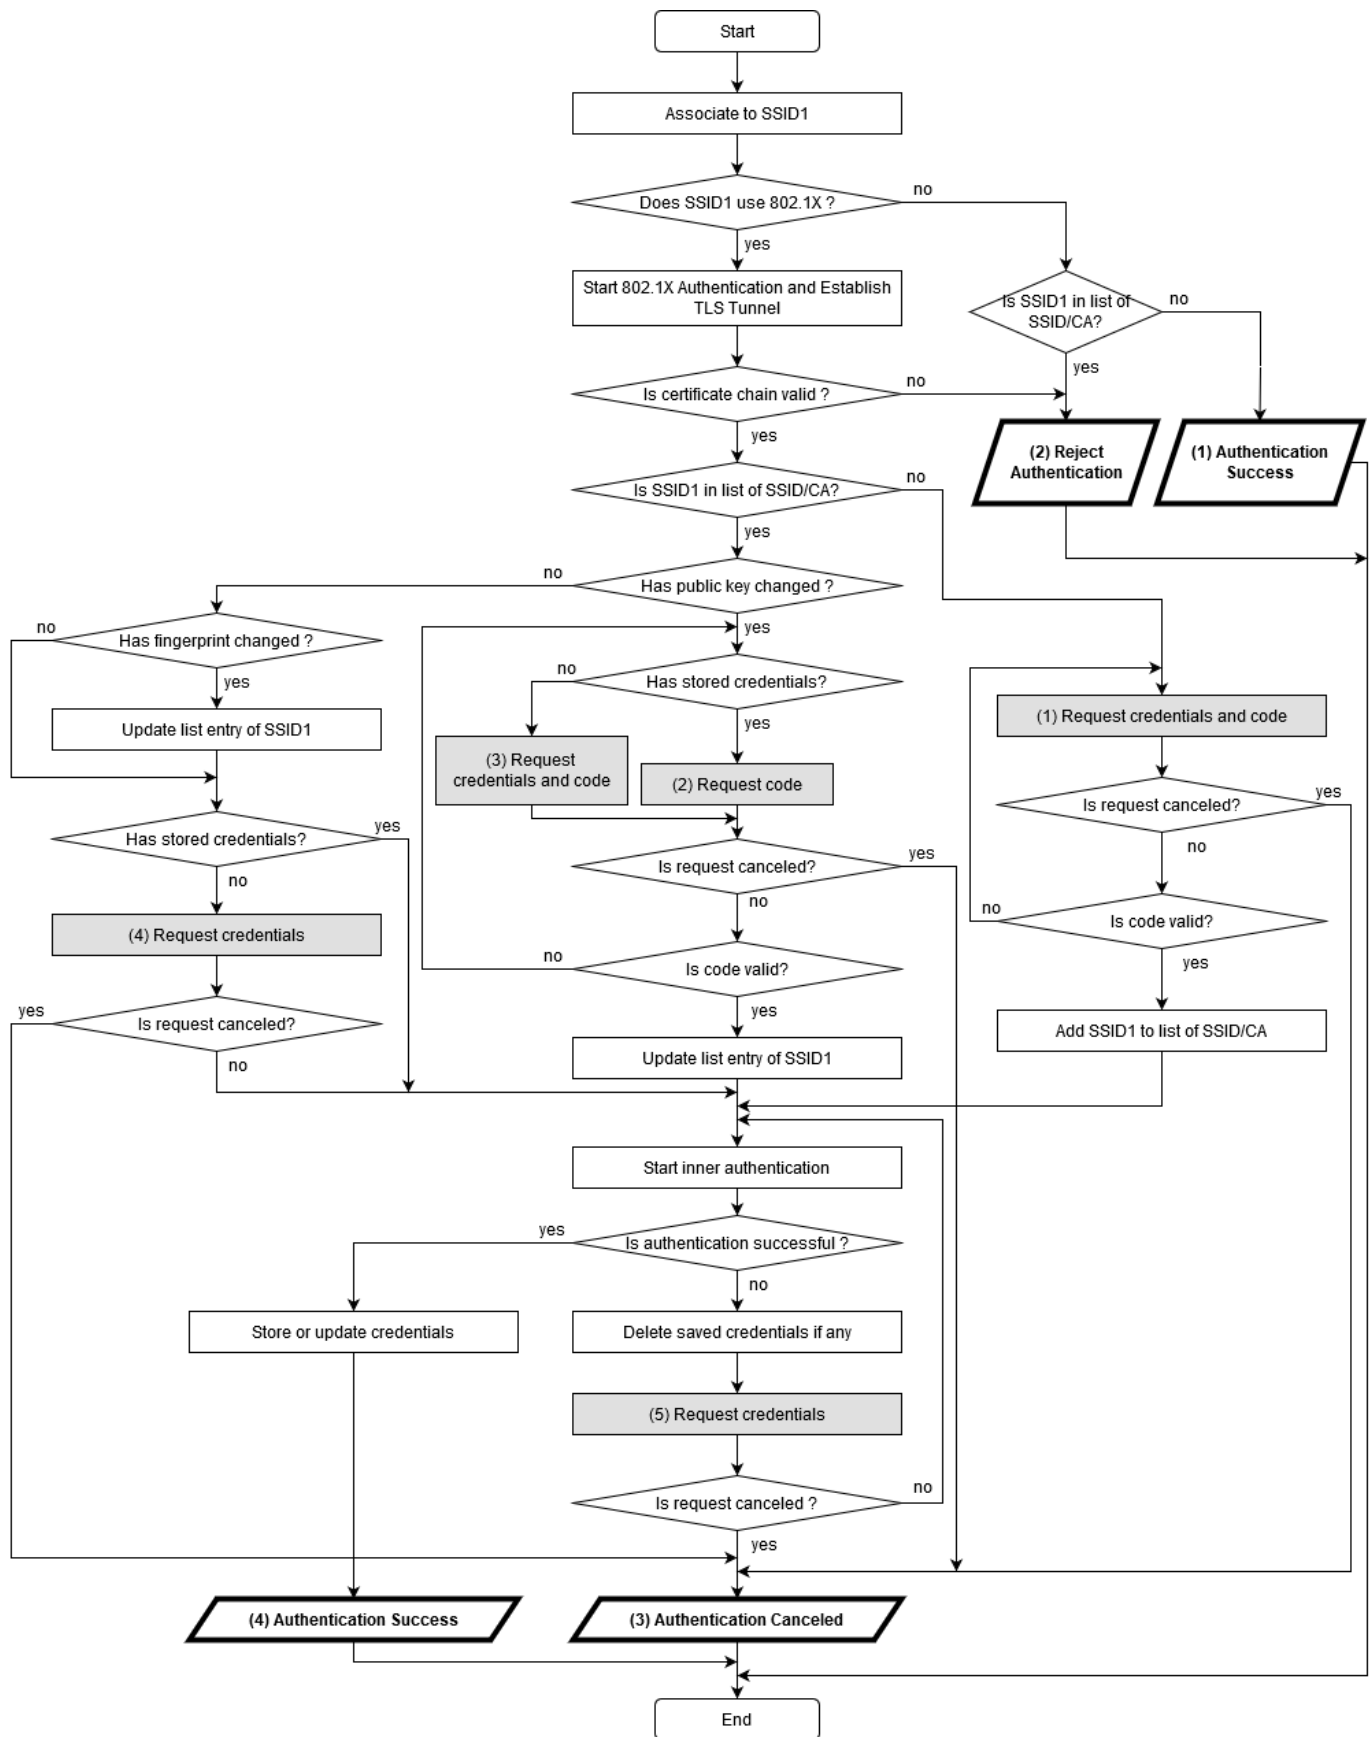 Start
Associate to SSID1
Does SSID1 use 802.1X ?
no
yes
Start 802.1X Authentication and Establish
TLS Tunnel
Is SSID1 in list of
SSID/CA?
no
yes
Is certificate chain valid ?
no
yes
(2) Reject
Authentication
(1) Authentication
Success
Is SSID1 in list of SSID/CA?
no
yes
Has public key changed ?
no
yes
Has fingerprint changed ?
no
yes
Update list entry of SSID1
Has stored credentials?
no
yes
(3) Request
credentials and code
(2) Request code
(1) Request credentials and code
Is request canceled?
yes
no
Has stored credentials?
yes
no
Is request canceled?
yes
no
(4) Request credentials
Is code valid?
no
yes
Is code valid?
no
yes
Is request canceled?
yes
no
Update list entry of SSID1
Add SSID1 to list of SSID/CA
Start inner authentication
Is authentication successful ?
yes
no
Store or update credentials
Delete saved credentials if any
(5) Request credentials
Is request canceled ?
no
yes
(4) Authentication Success
(3) Authentication Canceled
End